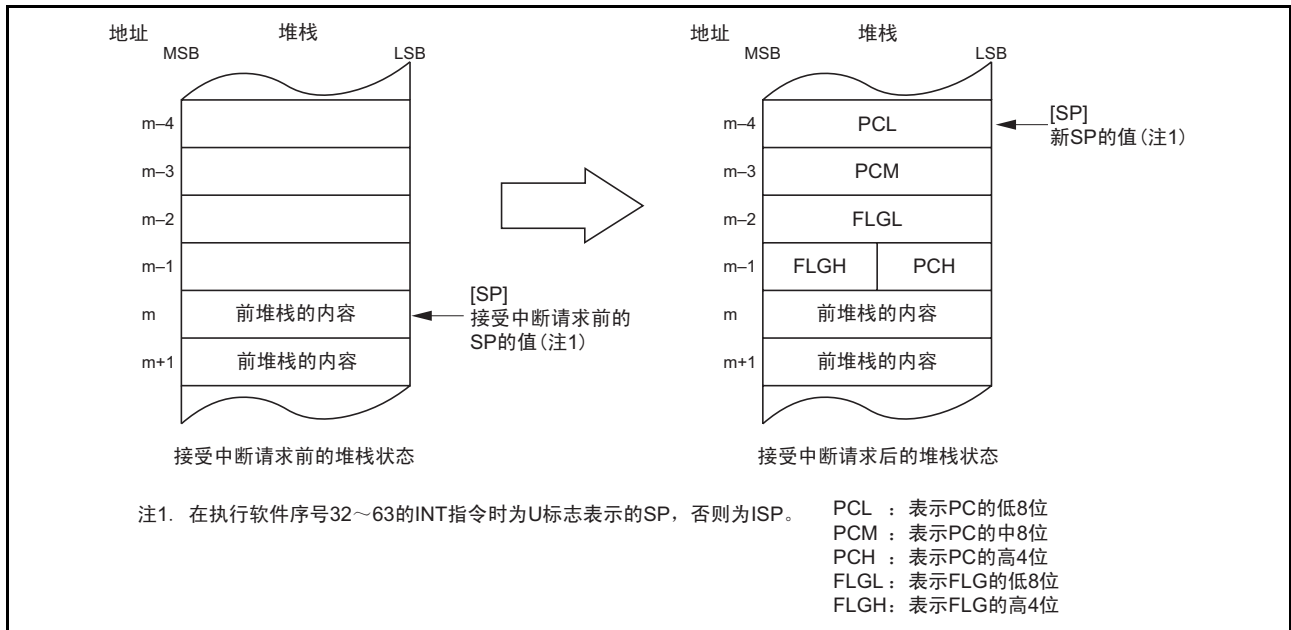 地址 堆栈
MSB LSB
m–4
m–3
m–2
m–1
m 前堆栈的内容
m+1 前堆栈的内容
[SP]
接受中断请求前的
SP的值(注1)
接受中断请求前的堆栈状态
地址 堆栈
MSB LSB
m–4 PCL
m–3 PCM
m–2 FLGL
m–1 FLGH PCH
m 前堆栈的内容
m+1 前堆栈的内容
[SP]
新SP的值(注1)
接受中断请求后的堆栈状态
注1. 在执行软件序号32～63的INT指令时为U标志表示的SP，否则为ISP。
PCL ：表示PC的低8位
PCM ：表示PC的中8位
PCH ：表示PC的高4位
FLGL：表示FLG的低8位
FLGH：表示FLG的高4位